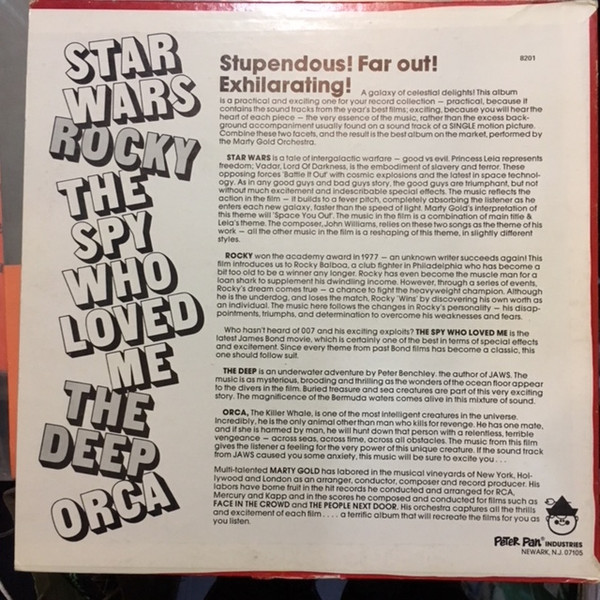 STAR
WARS
ROCKY
THE
SPY
WHO
LOVED
ME
THE
DEEP
ORCA
8201
Stupendous! Far out!
Exhilarating! A galaxy of celestial delights! This album
is a practical and exciting one for your record collection — practical, because it
contains the sound tracks from the year's best films; exciting, because you will hear the
heart of each piece — the very essence of the music, rather than the excess back-
ground accompaniment usually found on a sound track of a SINGLE motion picture.
Combine these two facets, and the result is the best album on the market, performed by
the Marty Gold Orchestra.
STAR WARS is a tale of intergalactic warfare — good vs evil. Princess Leia represents
freedom; Vador, Lord Of Darkness, is the embodiment of slavery and terror. These
opposing forces 'Battle It Out' with cosmic explosions and the latest in space technol-
ogy. As in any good guys and bad guys story, the good guys are triumphant, but not
without much excitement and indescribable special effects. The music reflects the
action in the film — it builds to a fever pitch, completely absorbing the listener as he
enters each new galaxy, faster than the speed of light. Marty Gold's interpretation of
this theme will 'Space You Out'. The music in the film is a combination of main title &
Leia's theme. The composer, John Williams, relies on these two songs as the theme of his
work — all the other music in the film is a reshaping of this theme, in slightly different
styles.
ROCKY won the academy award in 1977 — an unknown writer succeeds again! This
film introduces us to Rocky Balboa, a club fighter in Philadelphia who has become a
bit too old to be a winner any longer. Rocky has even become the muscle man for a
loan shark to supplement his dwindling income. However, through a series of events,
Rocky's dream comes true — a chance to fight the heavyweight champion. Although
he is the underdog, and loses the match, Rocky 'Wins' by discovering his own worth as
an individual. The music here follows the changes in Rocky's personality — his disap-
pointments, triumphs, and determination to overcome his weaknesses and fears.
Who hasn't heard of 007 and his exciting exploits? THE SPY WHO LOVED ME is the
latest James Bond movie, which is certainly one of the best in terms of special effects
and excitement. Since every theme from past Bond films has become a classic, this
one should follow suit.
THE DEEP is an underwater adventure by Peter Benchley, the author of JAWS. The
music is as mysterious, brooding and thrilling as the wonders of the ocean floor appear
to the divers in the film. Buried treasure and sea creatures are part of this very exciting
story. The magnificence of the Bermuda waters comes alive in this mixture of sound.
ORCA, The Killer Whale, is one of most intelligent creatures in the universe.
Incredibly, he is the only animal other than man who kills for revenge. He has one mate,
and if she is harmed by man, he will hunt down that person with a relentless, terrible
vengeance — across seas, across time, across all obstacles. The music from this film
gives the listener a feeling for the very power of this unique creature. If the sound track
from JAWS caused you some anxiety, this music will be sure to excite you . . .
Multi-talented MARTY GOLD has labored in the musical vineyards of New York, Hol-
lywood and London as an arranger, conductor, composer and record producer. His
labors have borne fruit in the hit records he conducted and arranged for RCA,
Mercury and Kapp and in the scores he composed and conducted for films such as
FACE IN THE CROWD and THE PEOPLE NEXT DOOR. His orchestra captures all the thrills
and excitement of each film . . . . a terrific album that will recreate the films for you as
you listen.
Peter Pan® INDUSTRIES
NEWARK, N.J. 07105